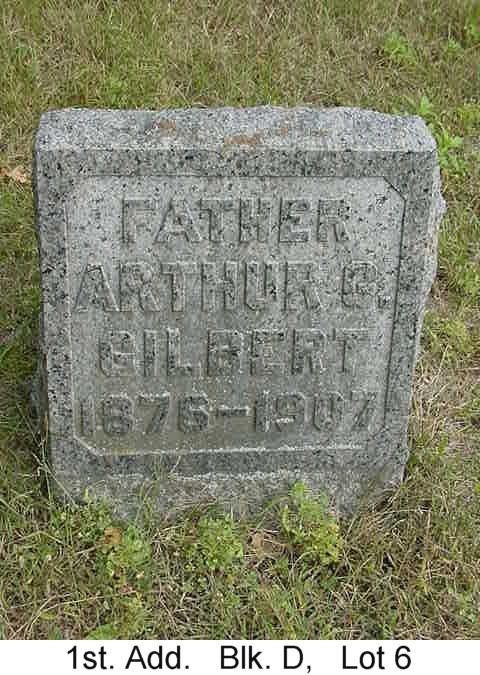 FATHER
ARTHUR C.
GILBERT
1876-1907
1st. Add. Blk. D, Lot 6